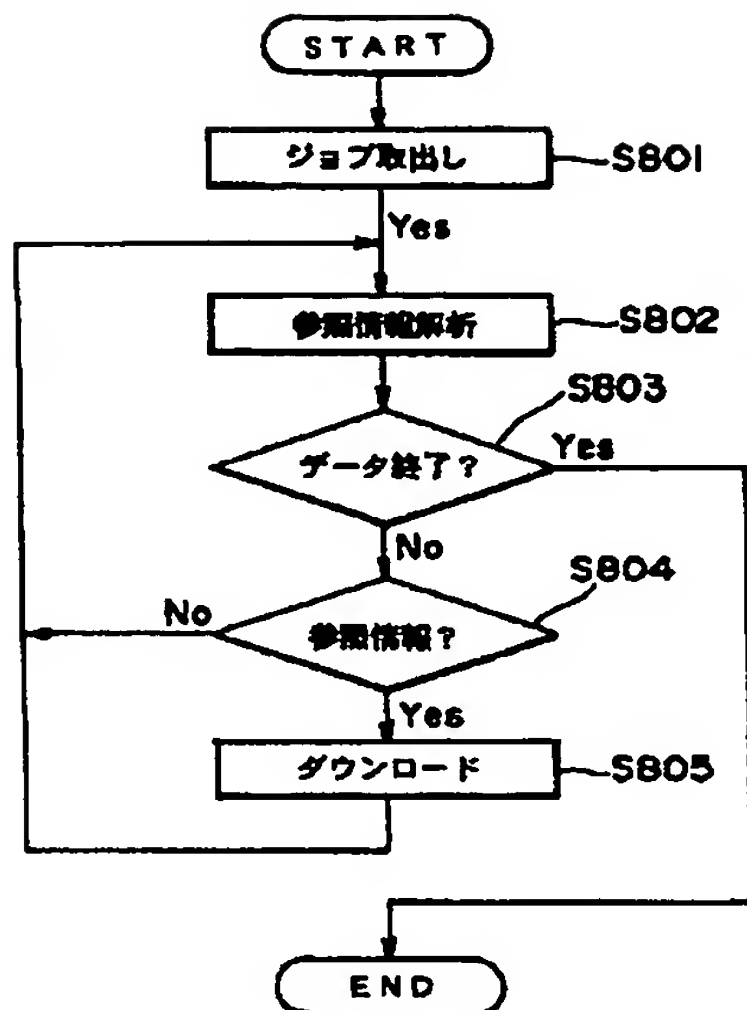 START
ジョブ取出し
S801
Yes
参照情報解析
S802
S803
データ終了?
Yes
No
S804
No
参照情報?
Yes
ダウンロード
S805
END